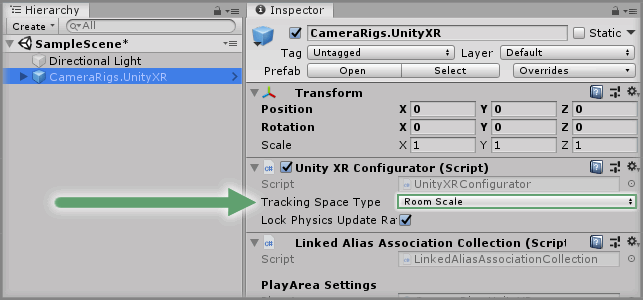 Hierarchy
Create
All
SampleScene*
Directional Light
CameraRigs.UnityXR
Inspector
CameraRigs.UnityXR
Static
Tag
Untagged
Layer
Default
Prefab
Open
Select
Overrides
Transform
Position
X 0 Y 0 Z 0
Rotation
X 0 Y 0 Z 0
Scale
X 1 Y 1 Z 1
Unity XR Configurator (Script)
Script
UnityXRConfigurator
Tracking Space Type
Room Scale
Lock Physics Update Ra
Linked Alias Association Collection (Script
Script
LinkedAliasAssociationCollection
PlayArea Settings